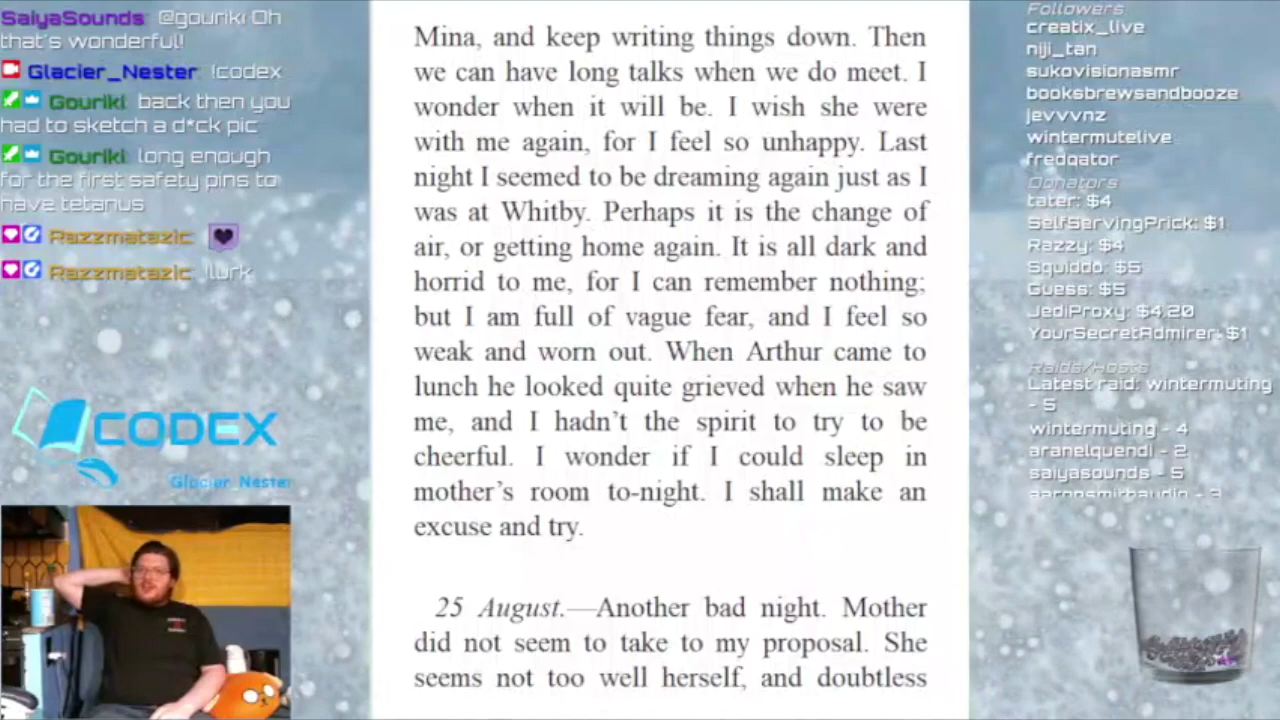 SaiyaSounds: @gouriki Oh
that's wonderful!
Glacier_Nester: !codex
Gouriki: back then you
had to sketch a d*ck pic
Gouriki: long enough
for the first safety pins to
have tetanus
Razzmatazic:
Razzmatazic: !lurk
CODEX
Glacier_Nester
Mina, and keep writing things down. Then
we can have long talks when we do meet. I
wonder when it will be. I wish she were
with me again, for I feel so unhappy. Last
night I seemed to be dreaming again just as I
was at Whitby. Perhaps it is the change of
air, or getting home again. It is all dark and
horrid to me, for I can remember nothing;
but I am full of vague fear, and I feel so
weak and worn out. When Arthur came to
lunch he looked quite grieved when he saw
me, and I hadn't the spirit to try to be
cheerful. I wonder if I could sleep in
mother's room to-night. I shall make an
excuse and try.
25 August.—Another bad night. Mother
did not seem to take to my proposal. She
seems not too well herself, and doubtless
Followers
creatix_live
niji_tan
sukovisionasmr
booksbrewsandbooze
jevvvnz
wintermutelive
fredgator
Donators
tater: $4
SelfServingPrick: $1
Razzy: $4
Squiddo: $5
Guess: $5
JediProxy: $4.20
YourSecretAdmirer: $1
Raids/Hosts
Latest raid: wintermuting
- 5
wintermuting - 4
aranelquendi - 2
saiyasounds - 5